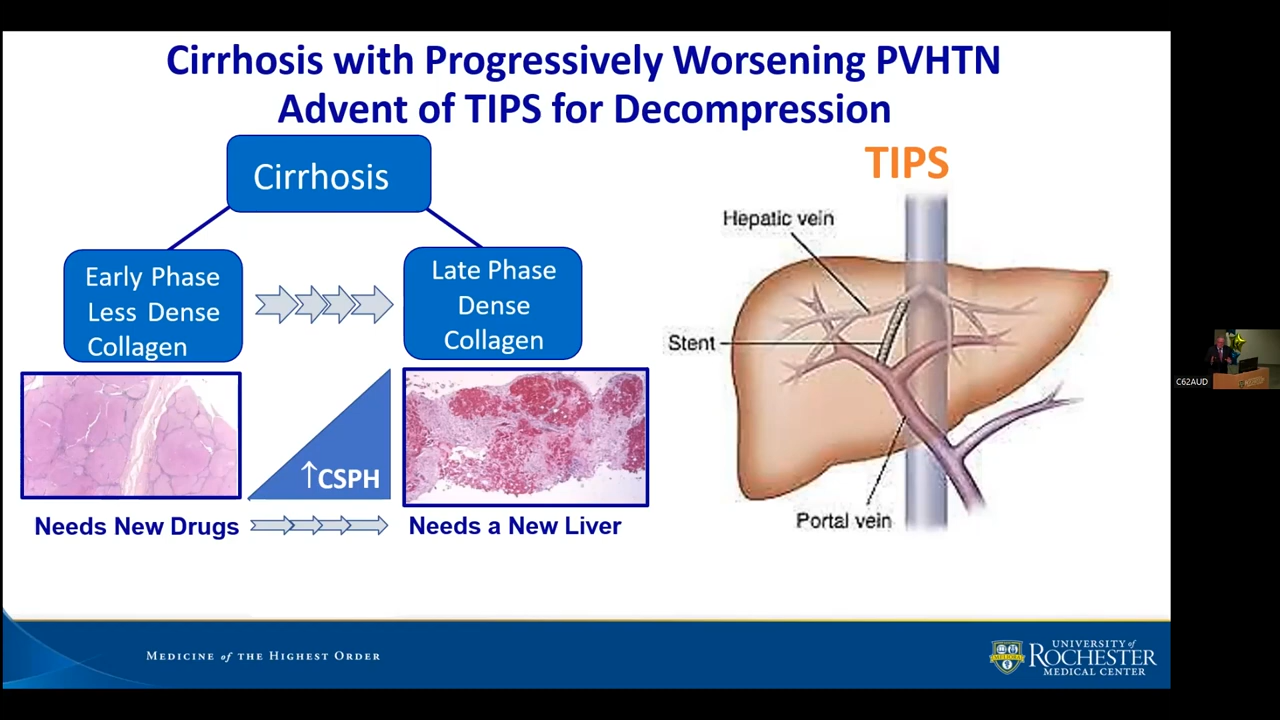 Cirrhosis with Progressively Worsening PVHTN
Advent of TIPS for Decompression
Cirrhosis
Early Phase
Less Dense
Collagen
Late Phase
Dense
Collagen
↑CSPH
Needs New Drugs
Needs a New Liver
TIPS
Hepatic vein
Stent
Portal vein
C62AUD
MEDICINE of THE HIGHEST ORDER
UNIVERSITY of
ROCHESTER
MEDICAL CENTER